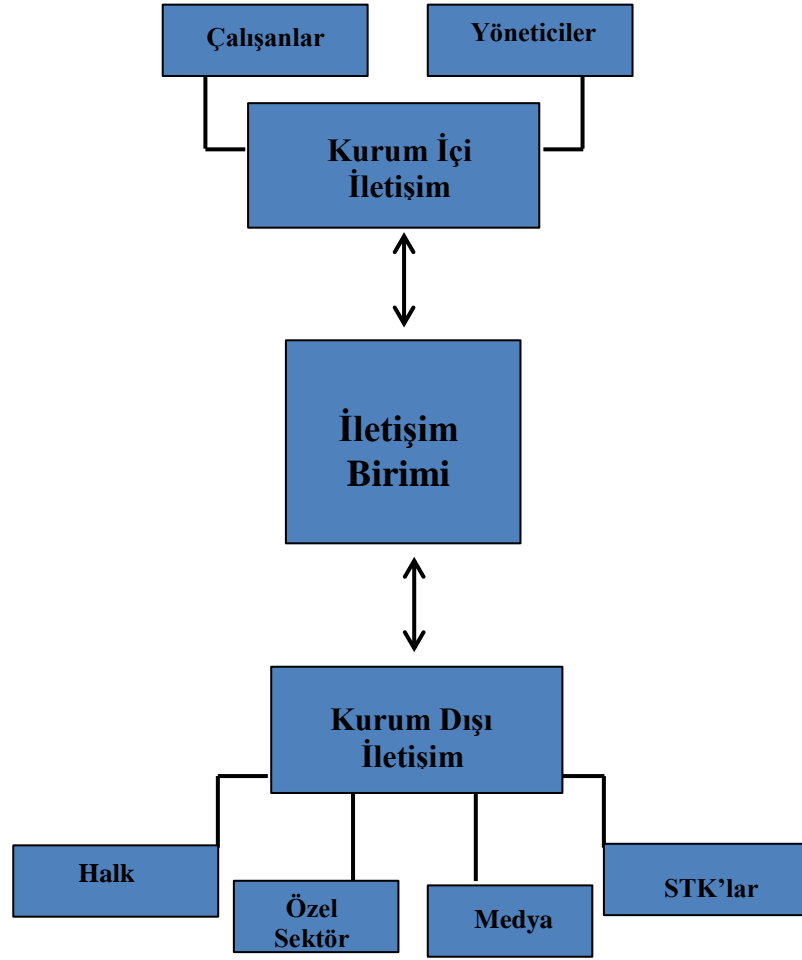 Çalışanlar
Yöneticiler
Kurum İçi
İletişim
İletişim
Birimi
Kurum Dışı
İletişim
Halk
Özel
Sektör
Medya
STK’lar